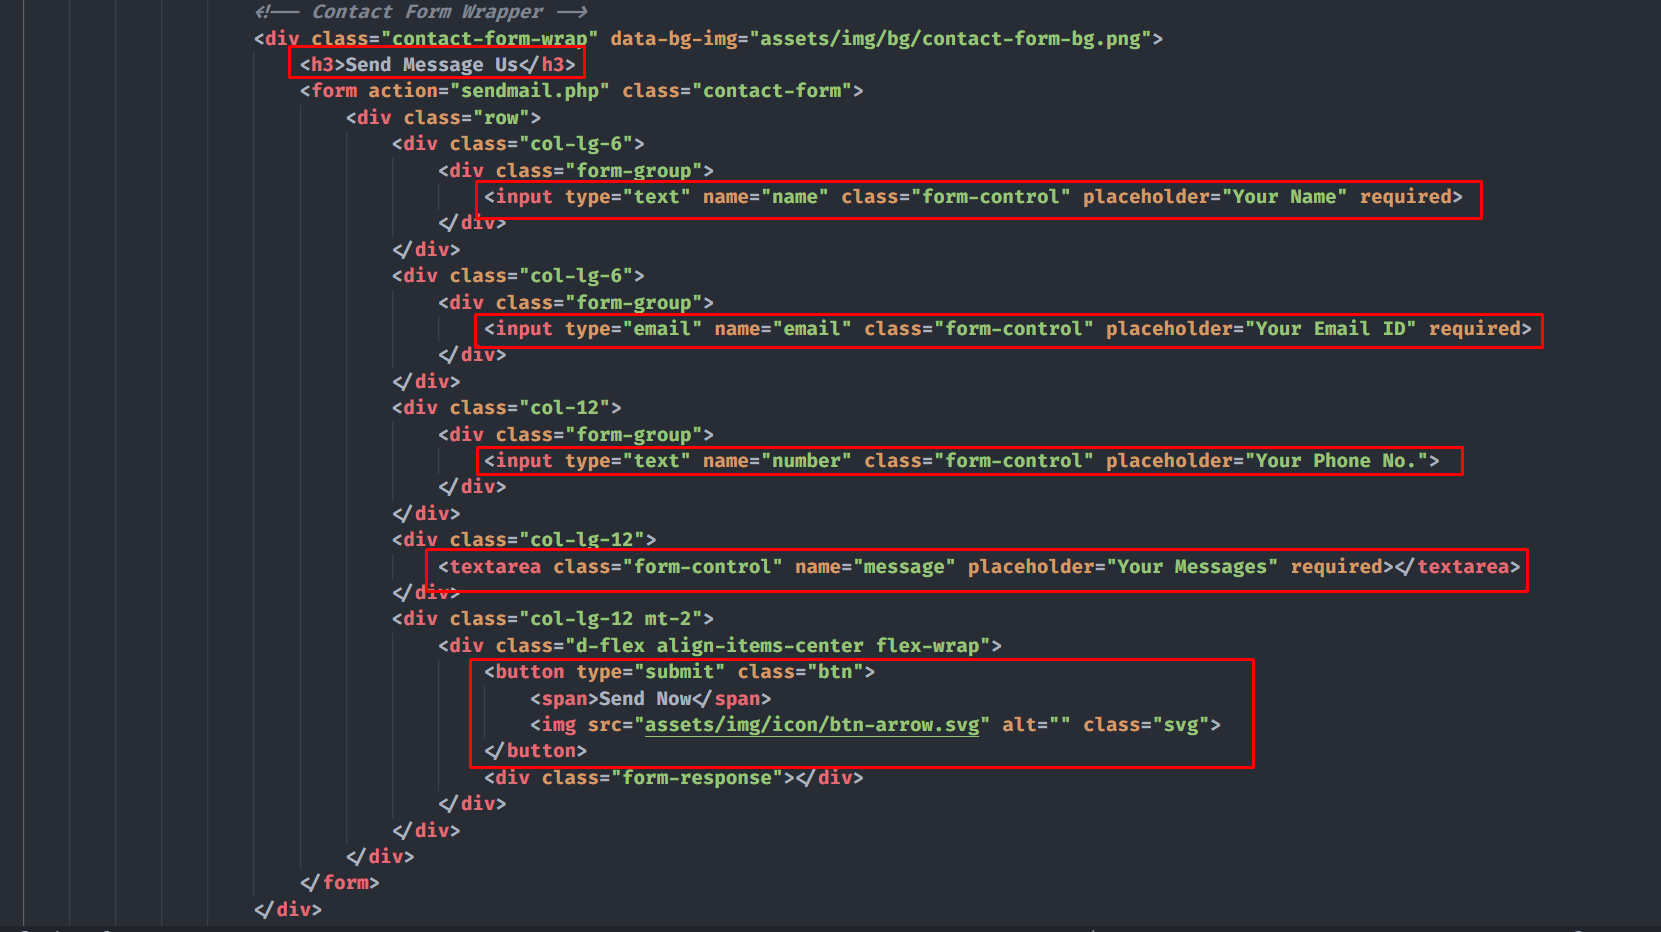 <!-- Contact Form Wrapper -->
<div class="contact-form-wrap" data-bg-img="assets/img/bg/contact-form-bg.png">
<h3>Send Message Us</h3>
<form action="sendmail.php" class="contact-form">
<div class="row">
<div class="col-lg-6">
<div class="form-group">
<input type="text" name="name" class="form-control" placeholder="Your Name" required>
</div>
</div>
<div class="col-lg-6">
<div class="form-group">
<input type="email" name="email" class="form-control" placeholder="Your Email ID" required>
</div>
</div>
<div class="col-12">
<div class="form-group">
<input type="text" name="number" class="form-control" placeholder="Your Phone No.">
</div>
</div>
<div class="col-lg-12">
<textarea class="form-control" name="message" placeholder="Your Messages" required></textarea>
</div>
<div class="col-lg-12 mt-2">
<div class="d-flex align-items-center flex-wrap">
<button type="submit" class="btn">
<span>Send Now</span>
<img src="assets/img/icon/btn-arrow.svg" alt="" class="svg">
</button>
<div class="form-response"></div>
</div>
</div>
</div>
</form>
</div>